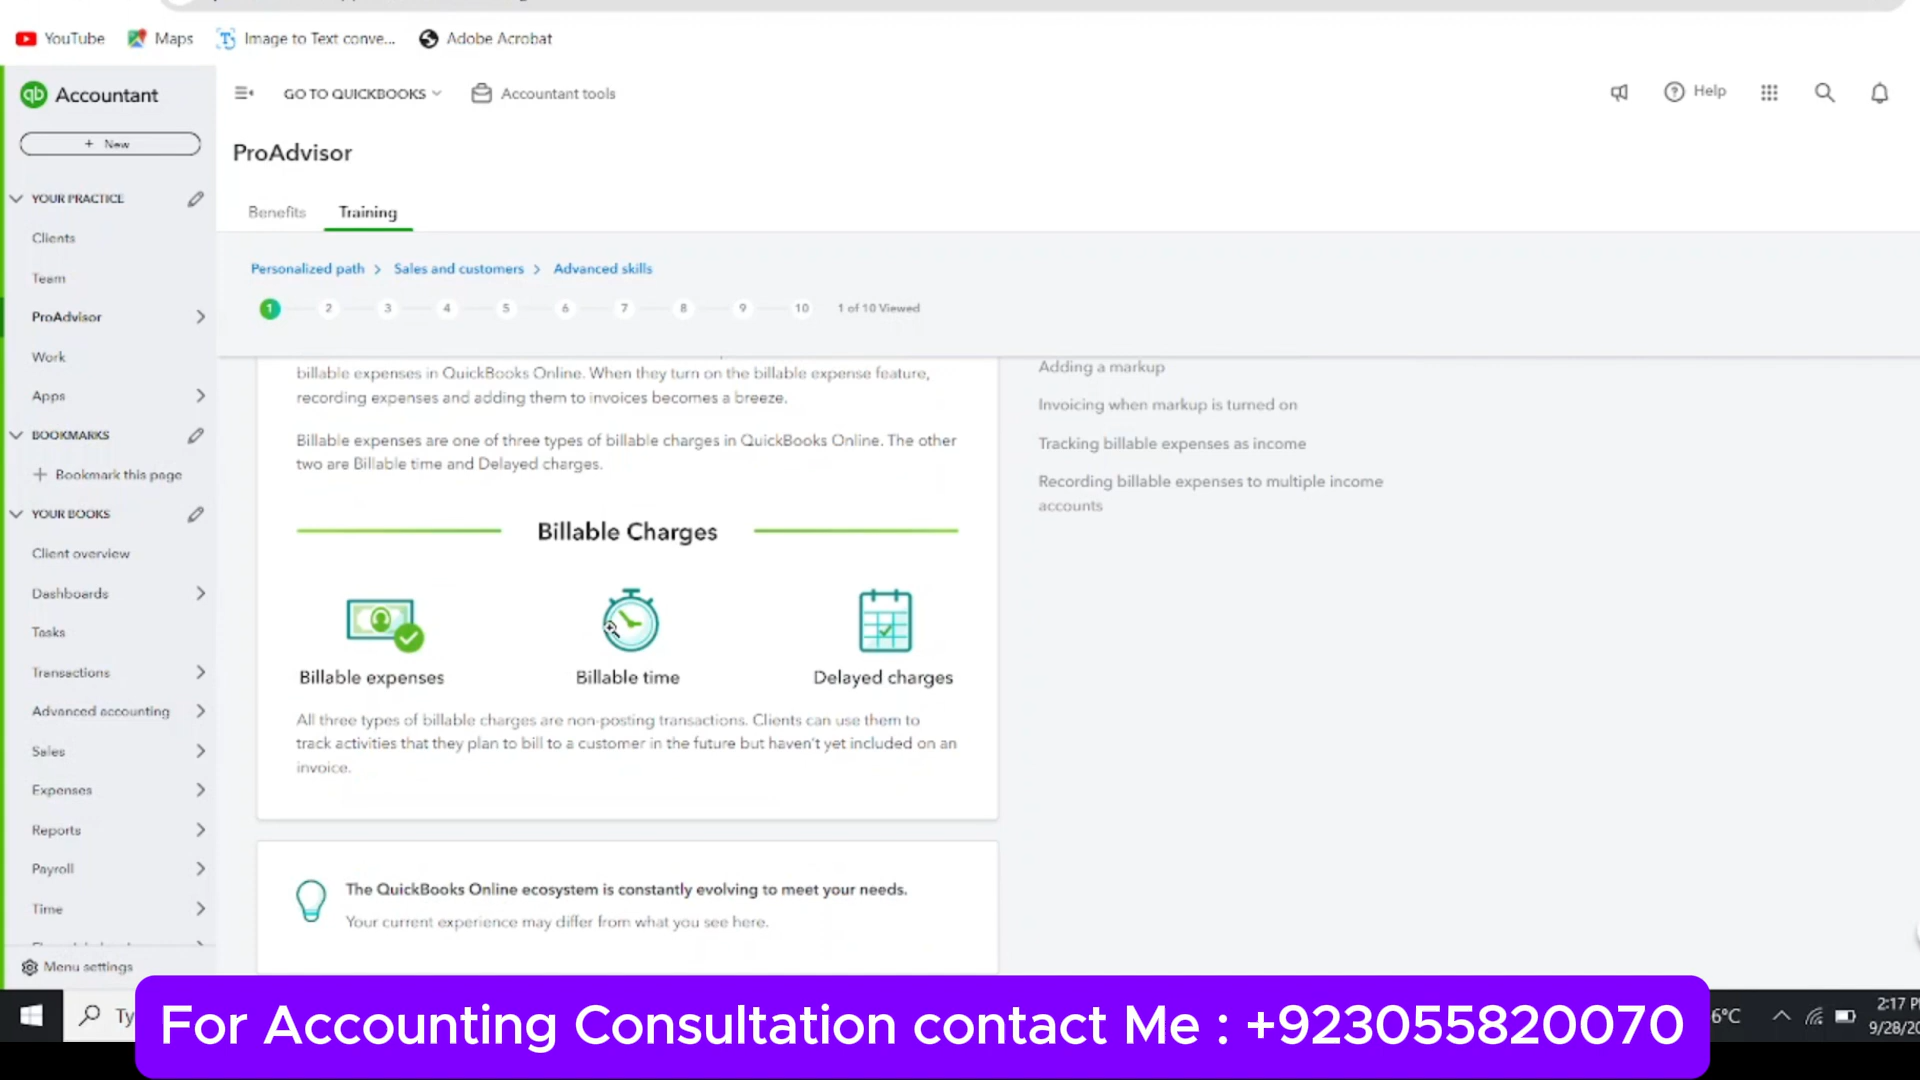 YouTube
Maps
Image to Text conve...
Adobe Acrobat
qb Accountant
GO TO QUICKBOOKS
Accountant tools
Help
+ New
ProAdvisor
YOUR PRACTICE
Benefits
Training
Clients
Personalized path > Sales and customers > Advanced skills
Team
1 2 3 4 5 6 7 8 9 10 1 of 10 Viewed
ProAdvisor
Work
billable expenses in QuickBooks Online. When they turn on the billable expense feature,
recording expenses and adding them to invoices becomes a breeze.
Adding a markup
Apps
Invoicing when markup is turned on
BOOKMARKS
Billable expenses are one of three types of billable charges in QuickBooks Online. The other
two are Billable time and Delayed charges.
Tracking billable expenses as income
+ Bookmark this page
Recording billable expenses to multiple income
accounts
YOUR BOOKS
Billable Charges
Client overview
Dashboards
Tasks
Transactions
Billable expenses
Billable time
Delayed charges
Advanced accounting
All three types of billable charges are non-posting transactions. Clients can use them to
track activities that they plan to bill to a customer in the future but haven't yet included on an
invoice.
Sales
Expenses
Reports
Payroll
The QuickBooks Online ecosystem is constantly evolving to meet your needs.
Your current experience may differ from what you see here.
Time
Menu settings
Ty
For Accounting Consultation contact Me : +923055820070
6°C
2:17 P
9/28/20